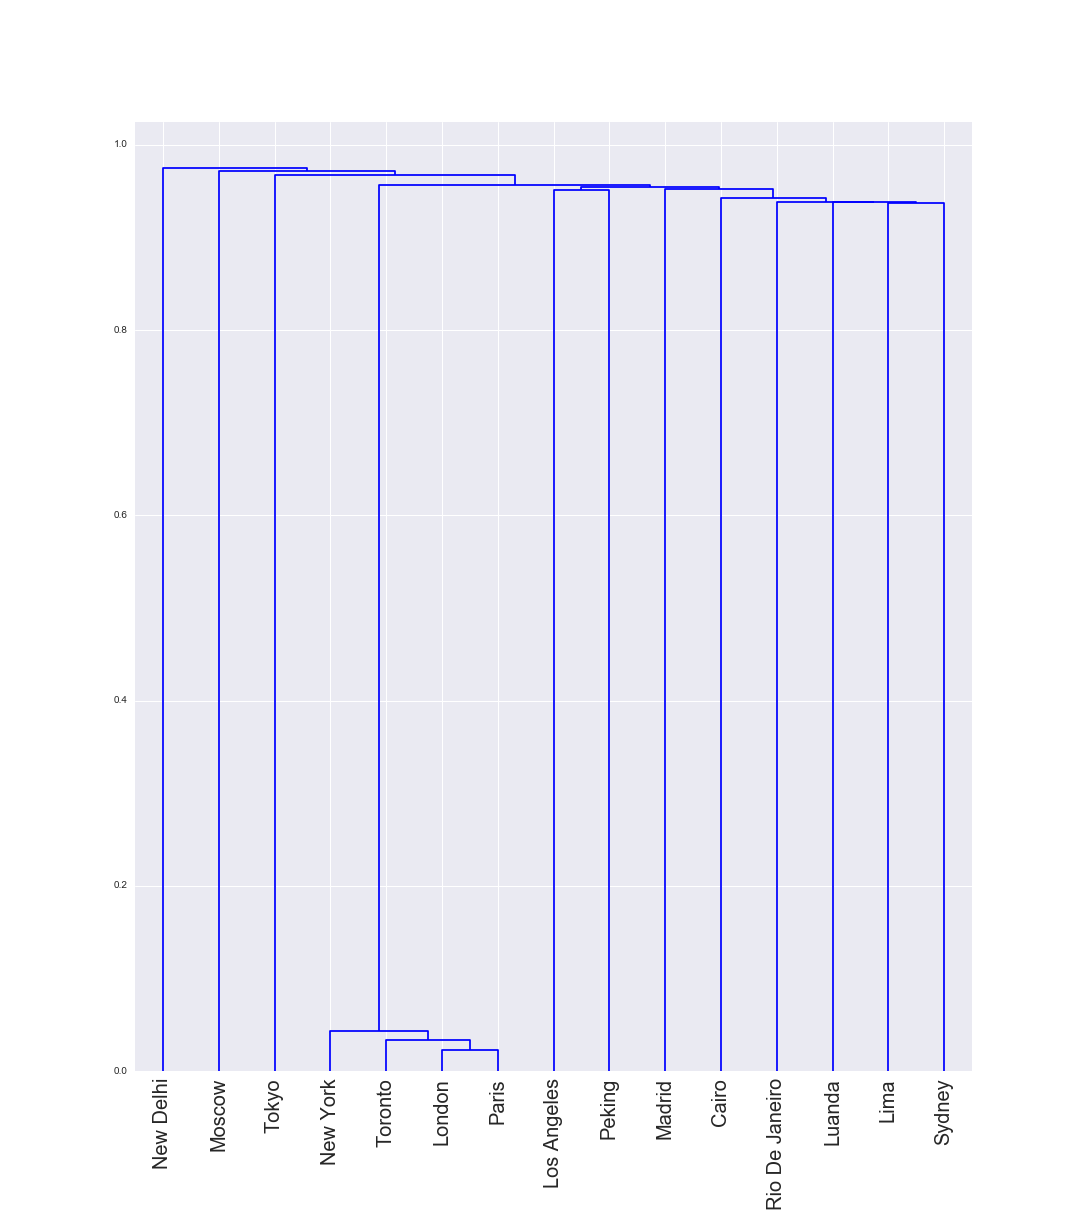 1.0
0.8
0.6
0.4
0.2
0.0
New Delhi
Moscow
Tokyo
New York
Toronto
London
Paris
Los Angeles
Peking
Madrid
Cairo
Rio De Janeiro
Luanda
Lima
Sydney